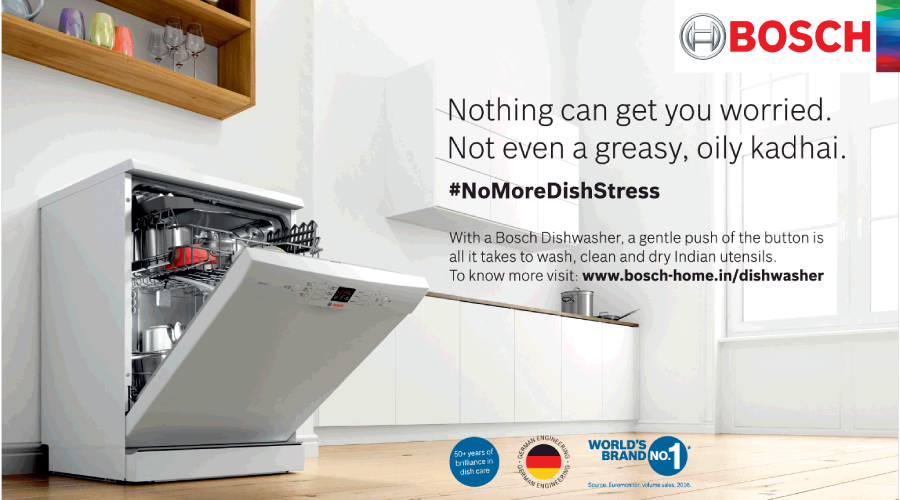 BOSCH
Nothing can get you worried.
Not even a greasy, oily kadhai.
#NoMoreDishStress
With a Bosch Dishwasher, a gentle push of the button is
all it takes to wash, clean and dry Indian utensils.
To know more visit: www.bosch-home.in/dishwasher
50+ years of
brilliance in
dish care
GERMAN ENGINEERING
GERMAN ENGINEERING
WORLD'S
BRAND NO.1*
Source. Euromonitor, volume sales, 2016.